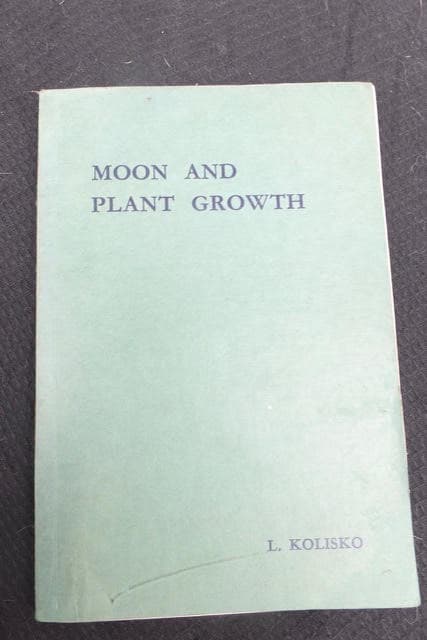 MOON AND
PLANT GROWTH
L. KOLISKO